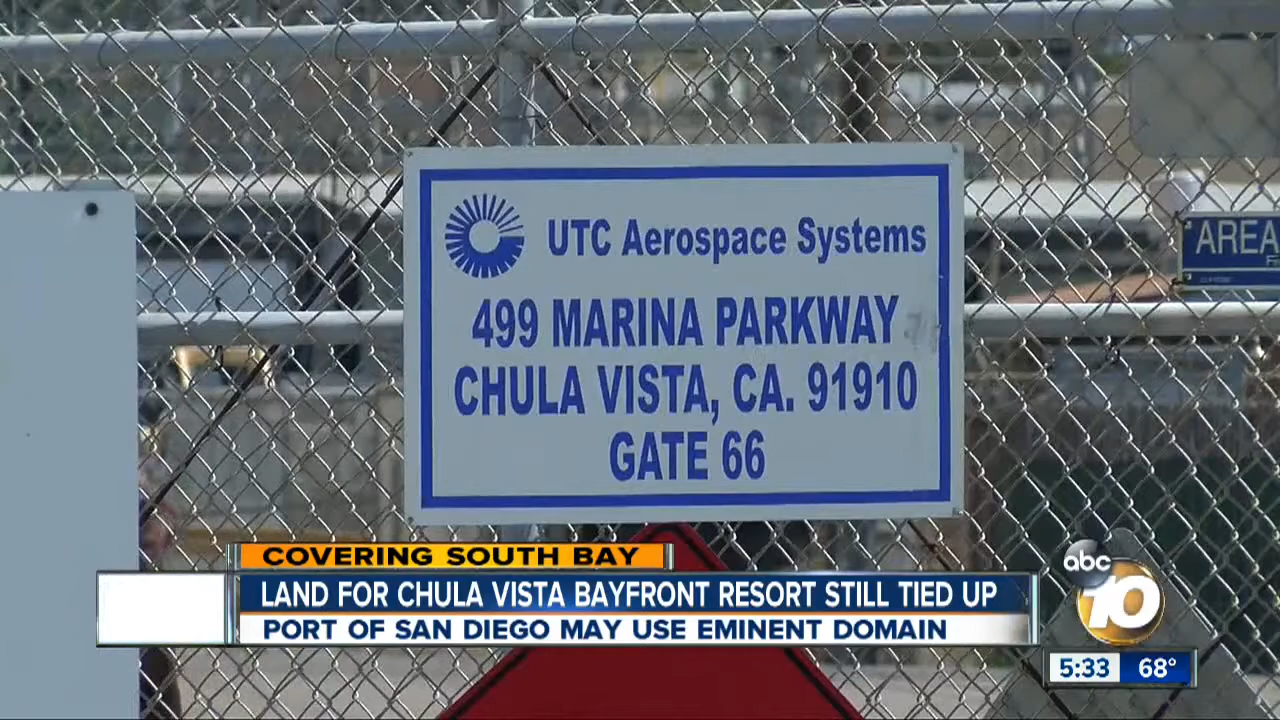 UTC Aerospace Systems
499 MARINA PARKWAY
CHULA VISTA, CA. 91910
GATE 66
AREA
COVERING SOUTH BAY
LAND FOR CHULA VISTA BAYFRONT RESORT STILL TIED UP
PORT OF SAN DIEGO MAY USE EMINENT DOMAIN
abc
10
5:33 68°